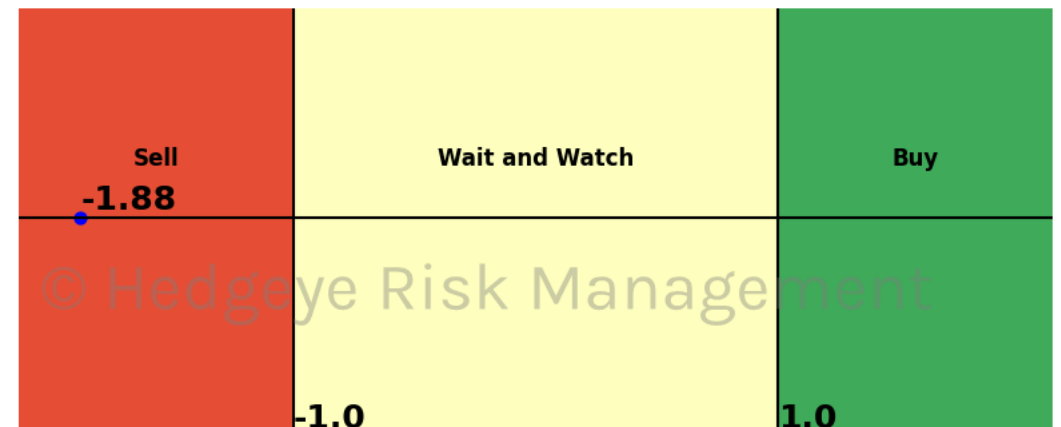 Sell
Wait and Watch
Buy
-1.88
© Hedgeye Risk Management
-1.0
1.0